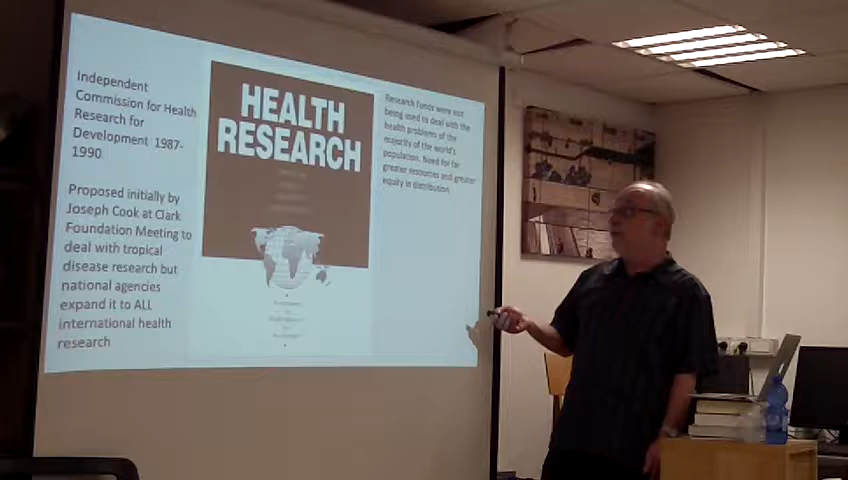 Independent
Commission for Health
Research for
Development 1987-
1990
Proposed initially by
Joseph Cook at Clark
Foundation Meeting to
deal with tropical
disease research but
national agencies
expand it to ALL
international health
research
HEALTH
RESEARCH
Research Funds were not
being used to deal with the
health problems of the
majority of the world's
population. Need for far
greater resources and greater
equity in distribution